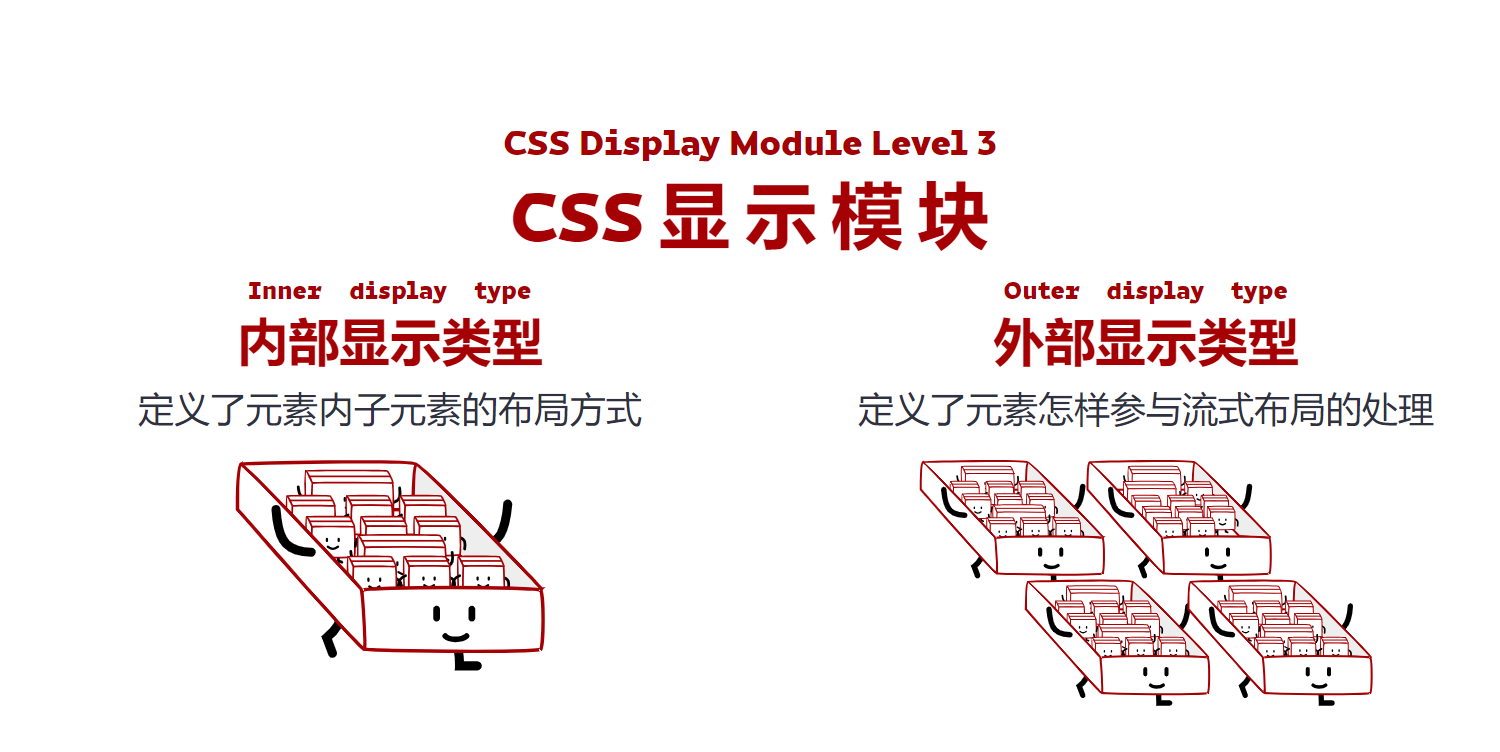 CSS Display Module Level 3
CSS 显示模块
Inner display type
内部显示类型
定义了元素内子元素的布局方式
Outer display type
外部显示类型
定义了元素怎样参与流式布局的处理